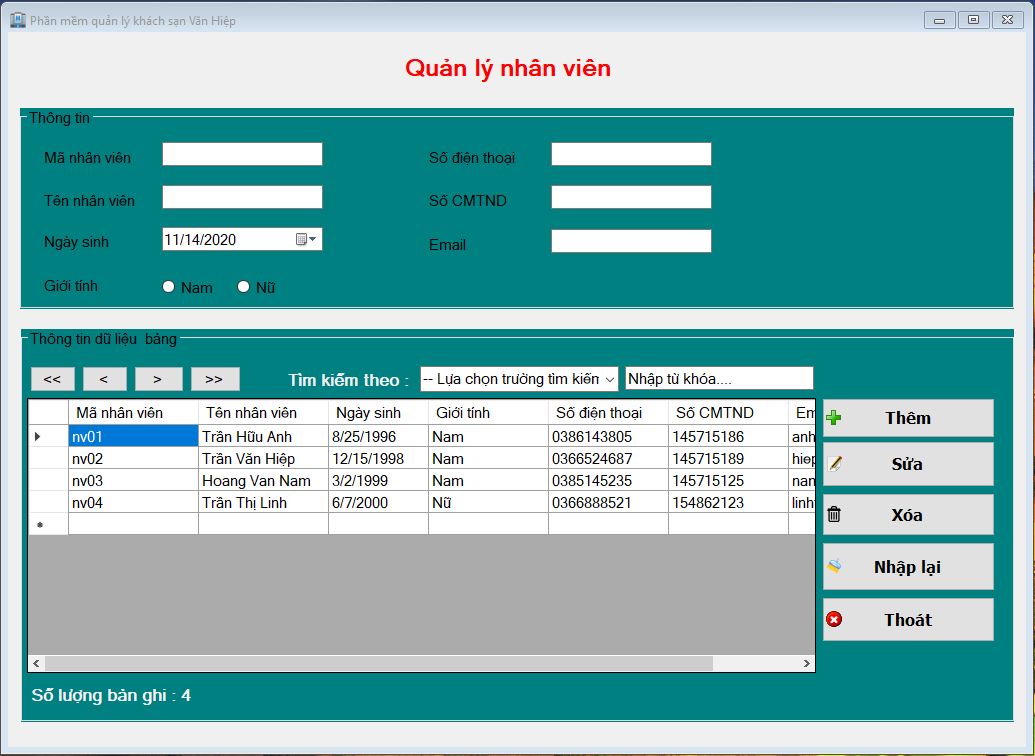 Phần mềm quản lý khách sạn Văn Hiệp
Quản lý nhân viên
Thông tin
Mã nhân viên
Số điện thoại
Tên nhân viên
Số CMTND
Ngày sinh 11/14/2020
Email
Giới tính Nam Nữ
Thông tin dữ liệu bảng
<< < > >> Tìm kiếm theo : -- Lựa chọn trường tìm kiếm Nhập từ khóa....
Mã nhân viên Tên nhân viên Ngày sinh Giới tính Số điện thoại Số CMTND Em
nv01 Trần Hữu Anh 8/25/1996 Nam 0386143805 145715186 anh
nv02 Trần Văn Hiệp 12/15/1998 Nam 0366524687 145715189 hiep
nv03 Hoang Van Nam 3/2/1999 Nam 0385145235 145715125 nan
nv04 Trần Thị Linh 6/7/2000 Nữ 0366888521 154862123 linh
Thêm
Sửa
Xóa
Nhập lại
Thoát
Số lượng bản ghi : 4